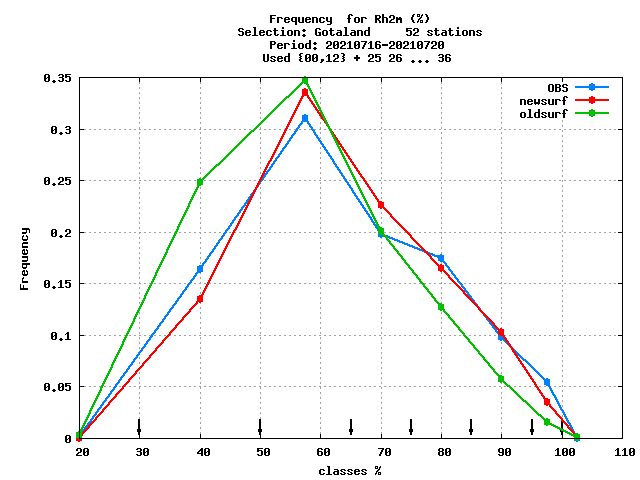 Frequency  for Rh2m (%)
Selection: Gotaland     52 stations
Period: 20210716-20210720
Used {00,12} + 25 26 ... 36
0.35
0.3
0.25
0.2
0.15
0.1
0.05
0
Frequency
OBS
newsurf
oldsurf
20 30 40 50 60 70 80 90 100 110
classes %